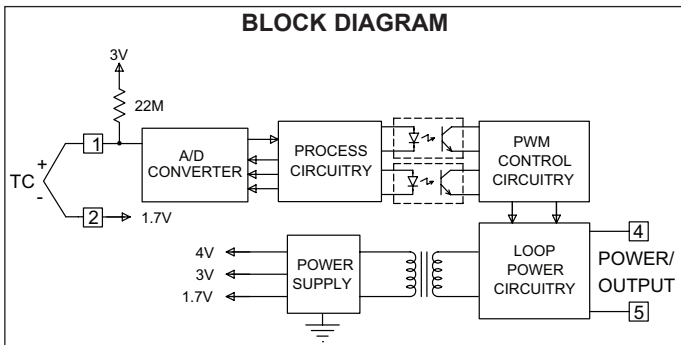 BLOCK DIAGRAM
3V
22M
1
TC
+
-
2
1.7V
A/D
CONVERTER
PROCESS
CIRCUITRY
PWM
CONTROL
CIRCUITRY
4V
3V
1.7V
POWER
SUPPLY
LOOP
POWER
CIRCUITRY
4
POWER/
OUTPUT
5